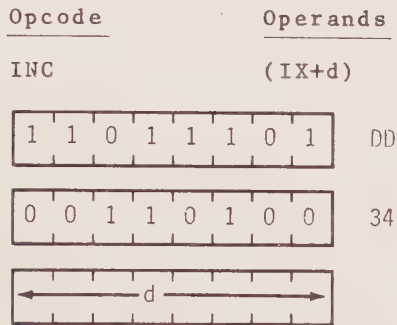 Opcode Operands
INC (IX+d)
1 1 0 1 1 1 0 1 DD
0 0 1 1 0 1 0 0 34
d